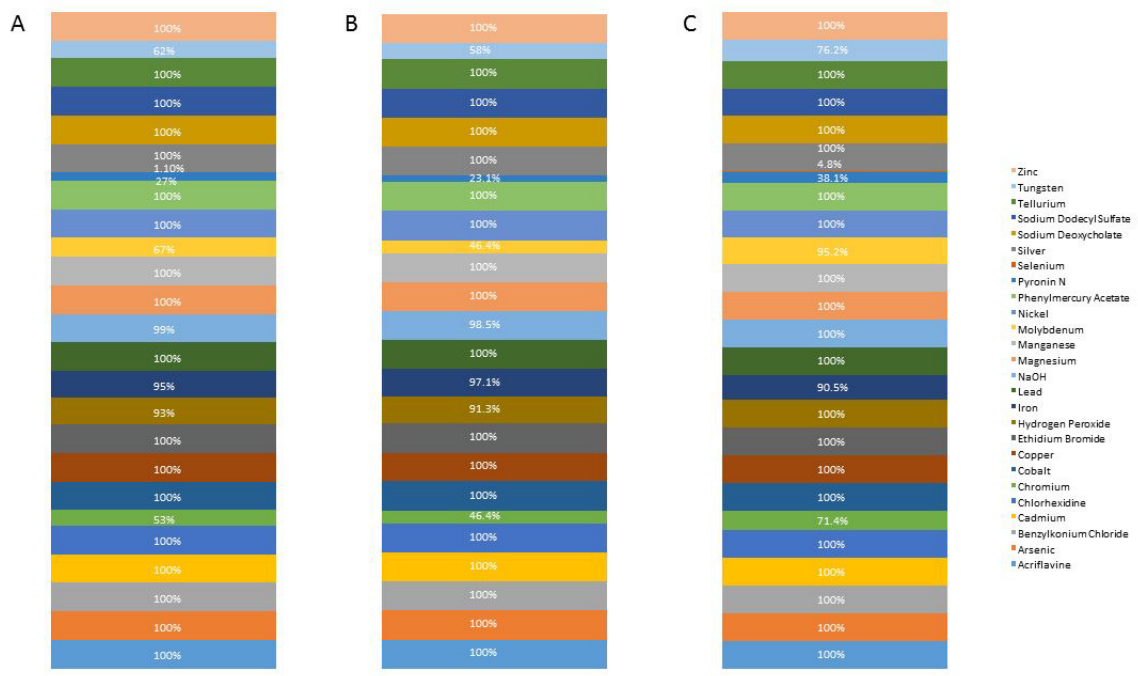 A
100%
62%
100%
100%
100%
100%
1.10%
27%
100%
100%
67%
100%
100%
99%
100%
95%
93%
100%
100%
100%
53%
100%
100%
100%
100%
100%
B
100%
58%
100%
100%
100%
100%
23.1%
100%
100%
46.4%
100%
100%
98.5%
100%
97.1%
91.3%
100%
100%
100%
46.4%
100%
100%
100%
100%
100%
C
100%
76.2%
100%
100%
100%
100%
4.8%
38.1%
100%
100%
95.2%
100%
100%
100%
100%
90.5%
100%
100%
100%
100%
71.4%
100%
100%
100%
100%
100%
Zinc
Tungsten
Tellurium
Sodium Dodecyl Sulfate
Sodium Deoxycholate
Silver
Selenium
Pyronin N
Phenylmercury Acetate
Nickel
Molybdenum
Manganese
Magnesium
NaOH
Lead
Iron
Hydrogen Peroxide
Ethidium Bromide
Copper
Cobalt
Chromium
Chlorhexidine
Cadmium
Benzylkonium Chloride
Arsenic
Acriflavine